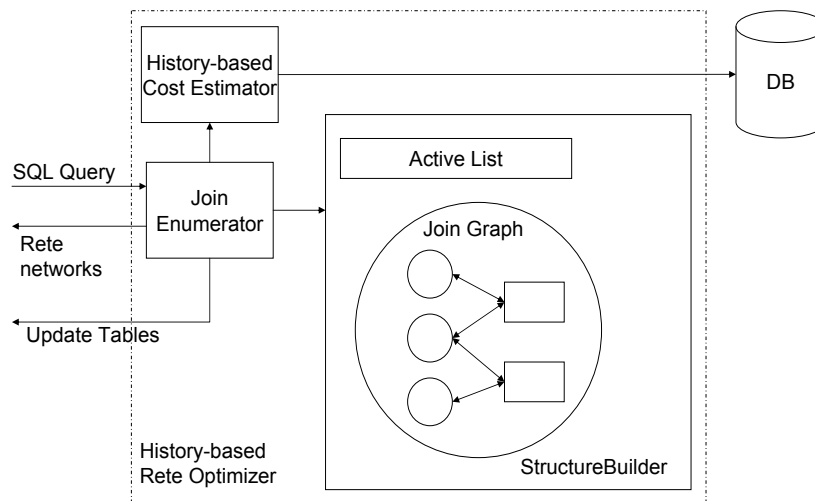 History-based
Cost Estimator
DB
Active List
SQL Query
Join
Enumerator
Join Graph
Rete
networks
Update Tables
History-based
Rete Optimizer
StructureBuilder